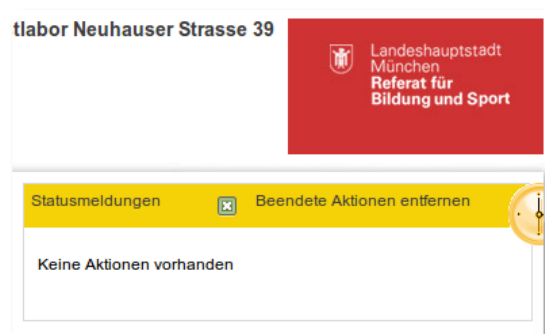 tlabor Neuhauser Strasse 39
Landeshauptstadt
München
Referat für
Bildung und Sport
Statusmeldungen Beendete Aktionen entfernen
Keine Aktionen vorhanden